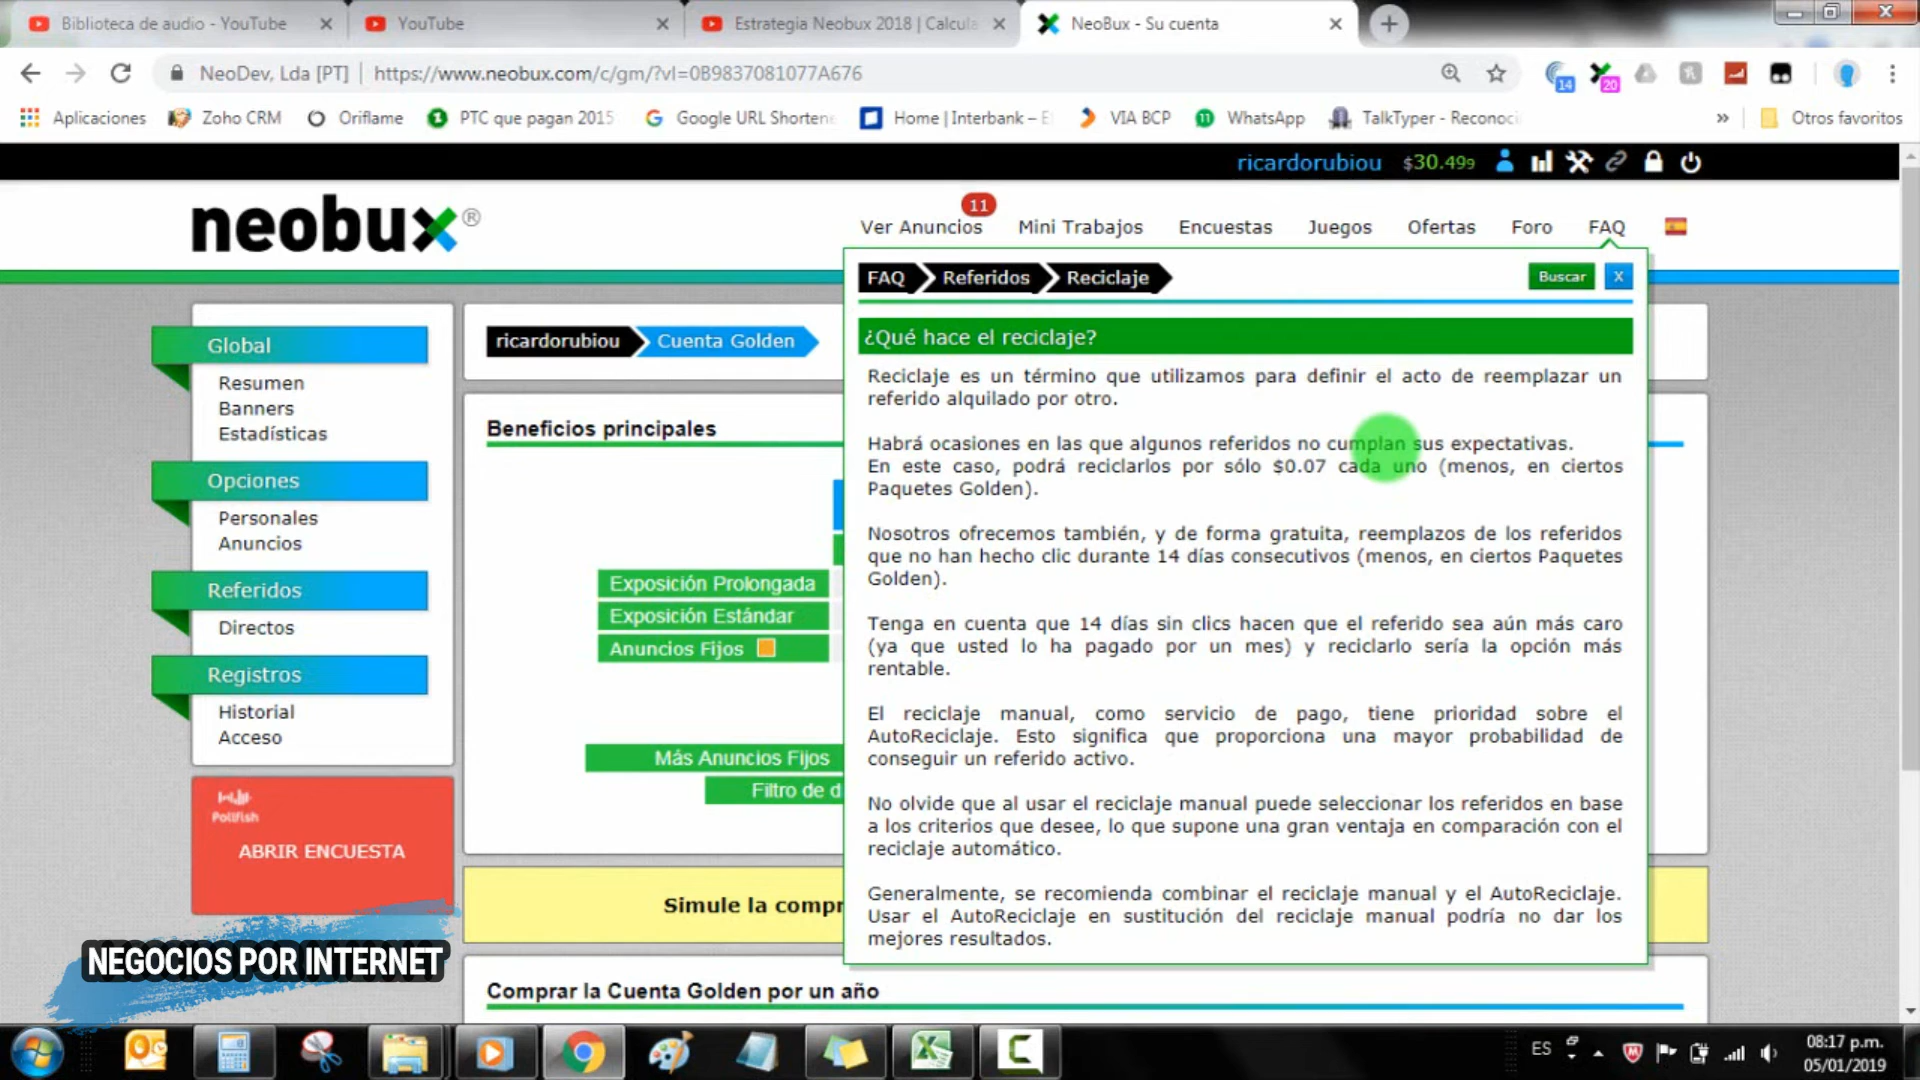 Biblioteca de audio - YouTube
YouTube
Estrategia Neobux 2018 | Calcula
NeoBux - Su cuenta
NeoDev, Lda [PT]
https://www.neobux.com/c/gm/?vl=0B9837081077A676
14
20
Aplicaciones
Zoho CRM
Oriflame
PTC que pagan 2015
Google URL Shortene
Home | Interbank – E
VIA BCP
11
WhatsApp
TalkTyper - Reconoci
»
Otros favoritos
ricardorubiou
$30.499
neobux®
11
Ver Anuncios
Mini Trabajos
Encuestas
Juegos
Ofertas
Foro
FAQ
Global
Resumen
Banners
Estadísticas
Opciones
Personales
Anuncios
Referidos
Directos
Registros
Historial
Acceso
Pollfish
ABRIR ENCUESTA
NEGOCIOS POR INTERNET
ricardorubiou
Cuenta Golden
Beneficios principales
Exposición Prolongada
Exposición Estándar
Anuncios Fijos
Más Anuncios Fijos
Filtro de d
Simule la compr
Comprar la Cuenta Golden por un año
FAQ
Referidos
Reciclaje
Buscar
X
¿Qué hace el reciclaje?
Reciclaje es un término que utilizamos para definir el acto de reemplazar un
referido alquilado por otro.
Habrá ocasiones en las que algunos referidos no cumplan sus expectativas.
En este caso, podrá reciclarlos por sólo $0.07 cada uno (menos, en ciertos
Paquetes Golden).
Nosotros ofrecemos también, y de forma gratuita, reemplazos de los referidos
que no han hecho clic durante 14 días consecutivos (menos, en ciertos Paquetes
Golden).
Tenga en cuenta que 14 días sin clics hacen que el referido sea aún más caro
(ya que usted lo ha pagado por un mes) y reciclarlo sería la opción más
rentable.
El reciclaje manual, como servicio de pago, tiene prioridad sobre el
AutoReciclaje. Esto significa que proporciona una mayor probabilidad de
conseguir un referido activo.
No olvide que al usar el reciclaje manual puede seleccionar los referidos en base
a los criterios que desee, lo que supone una gran ventaja en comparación con el
reciclaje automático.
Generalmente, se recomienda combinar el reciclaje manual y el AutoReciclaje.
Usar el AutoReciclaje en sustitución del reciclaje manual podría no dar los
mejores resultados.
ES
08:17 p.m.
05/01/2019